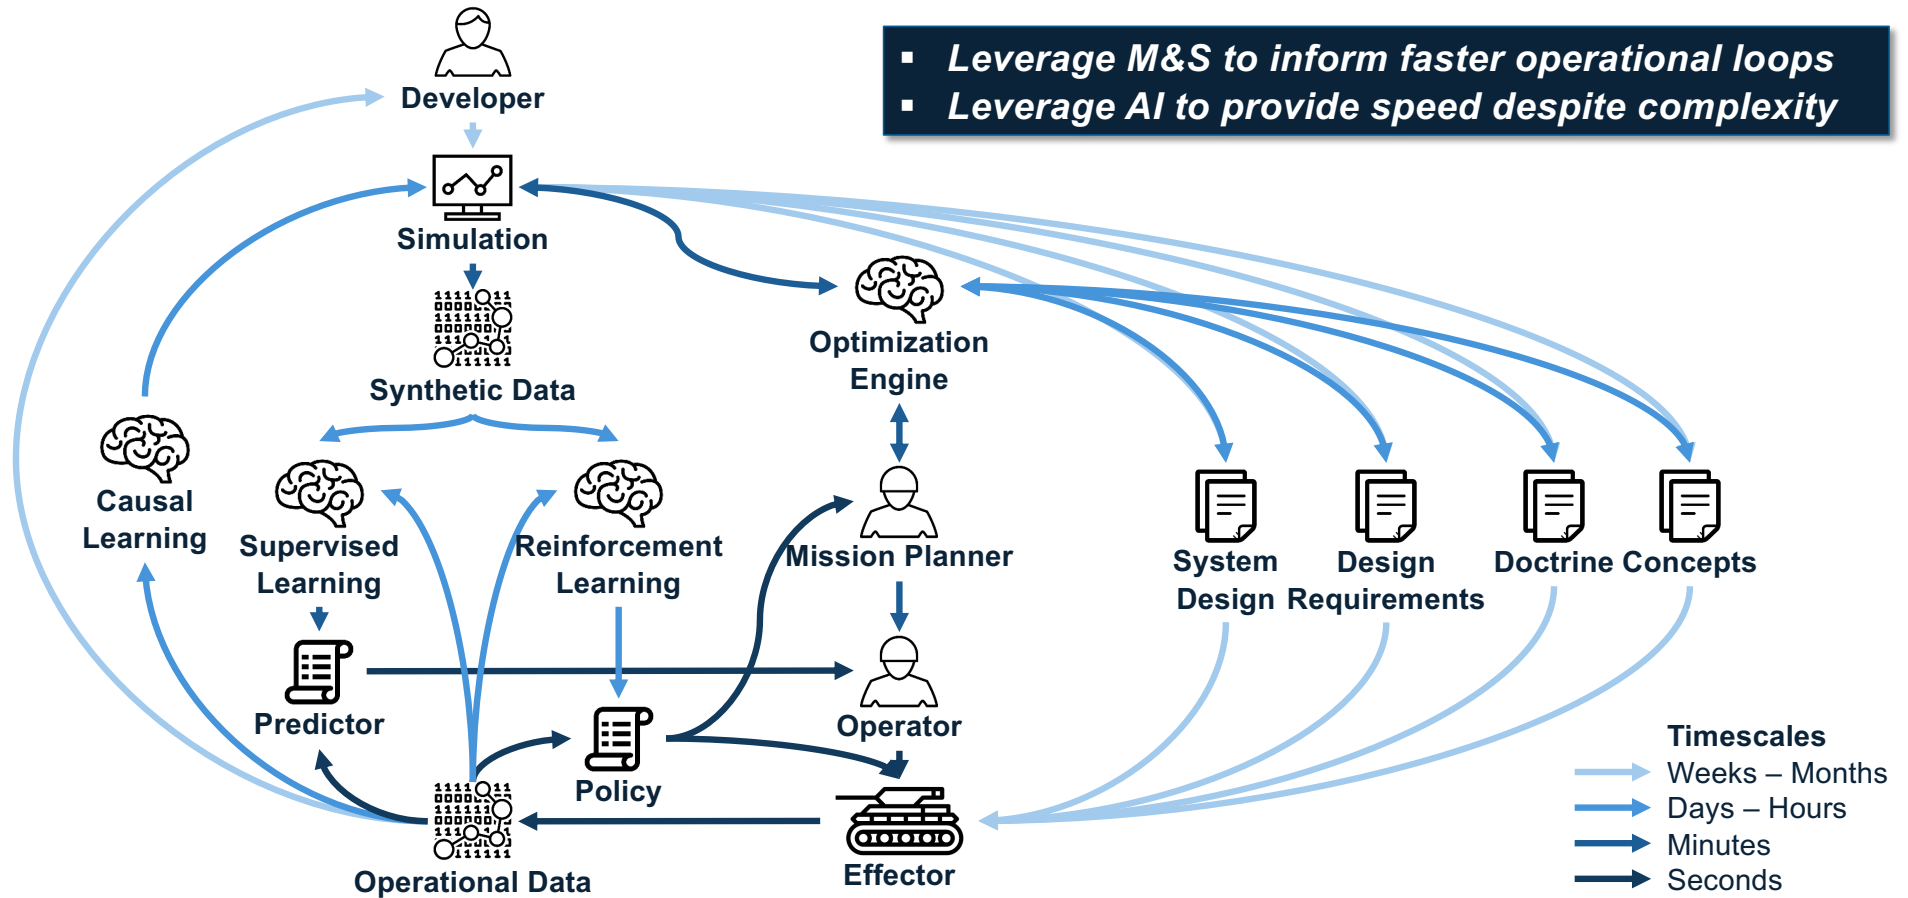 ▪ Leverage M&S to inform faster operational loops
▪ Leverage AI to provide speed despite complexity
Developer
Simulation
Synthetic Data
Optimization
Engine
Causal
Learning
Supervised
Learning
Reinforcement
Learning
Mission Planner
System
Design
Design
Requirements
Doctrine
Concepts
Predictor
Policy
Operator
Operational Data
Effector
Timescales
Weeks – Months
Days – Hours
Minutes
Seconds